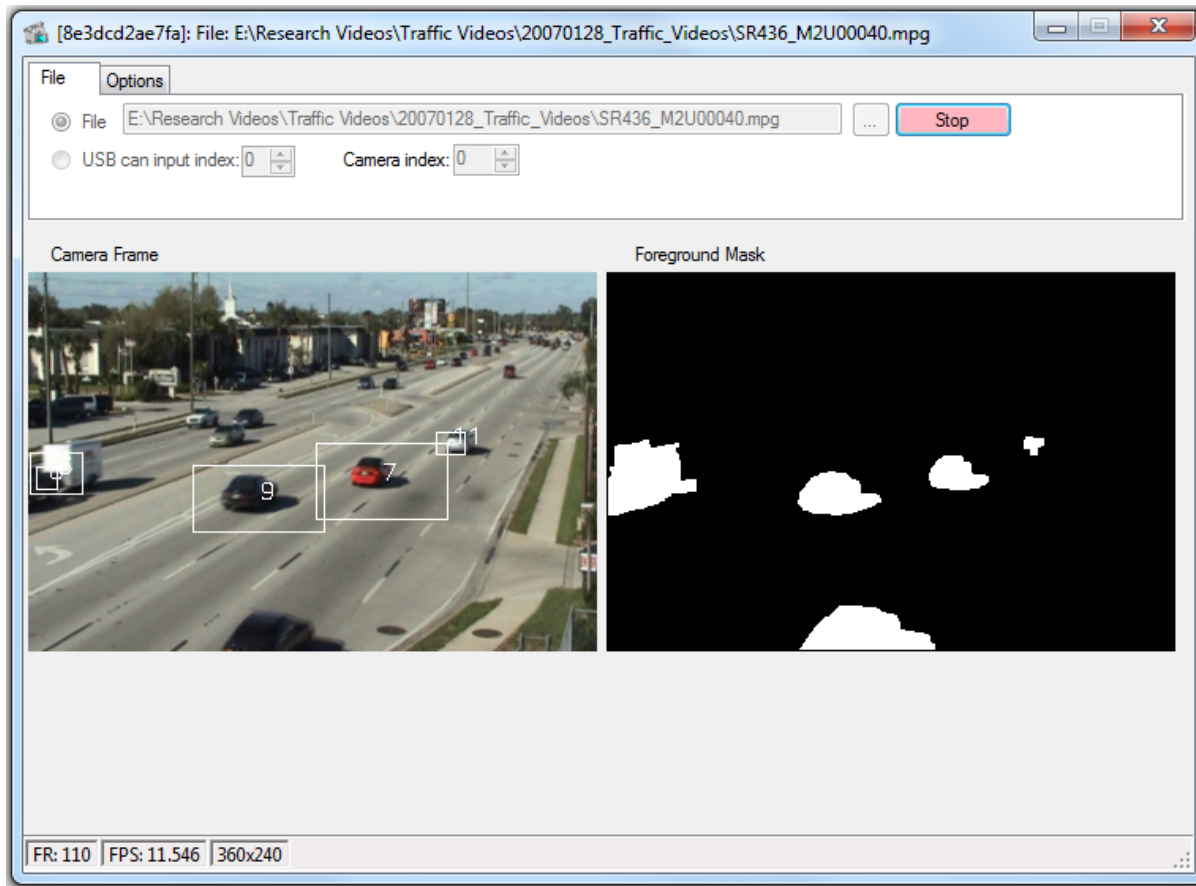 [8e3dcd2ae7fa]: File: E:\Research Videos\Traffic Videos\20070128_Traffic_Videos\SR436_M2U00040.mpg
File Options
File E:\Research Videos\Traffic Videos\20070128_Traffic_Videos\SR436_M2U00040.mpg ... Stop
USB can input index: 0 Camera index: 0
Camera Frame Foreground Mask
11
7
9
FR: 110 FPS: 11.546 360x240